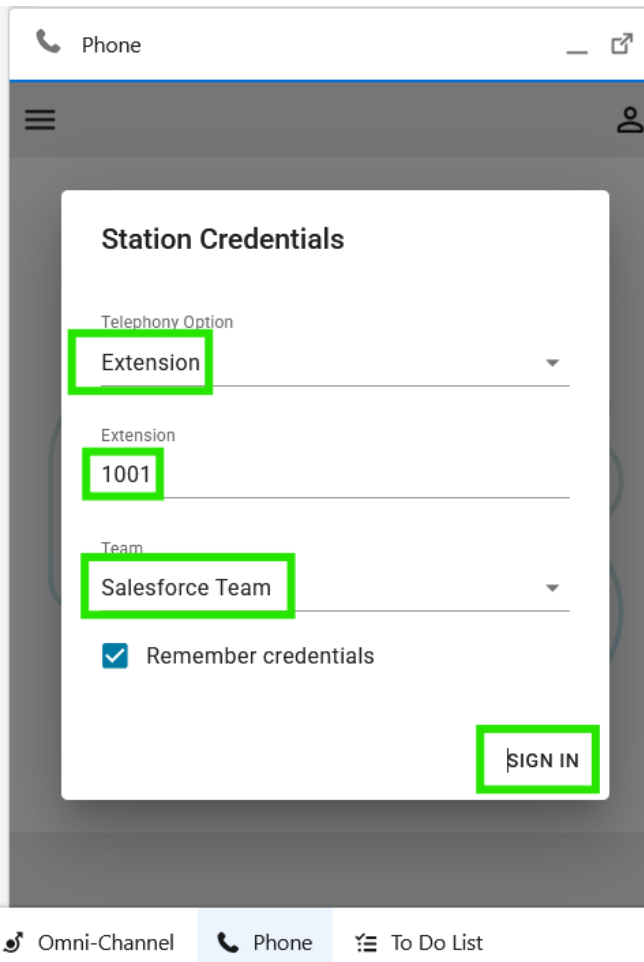 Phone
Station Credentials
Telephony Option
Extension
Extension
1001
Team
Salesforce Team
Remember credentials
SIGN IN
Omni-Channel Phone To Do List